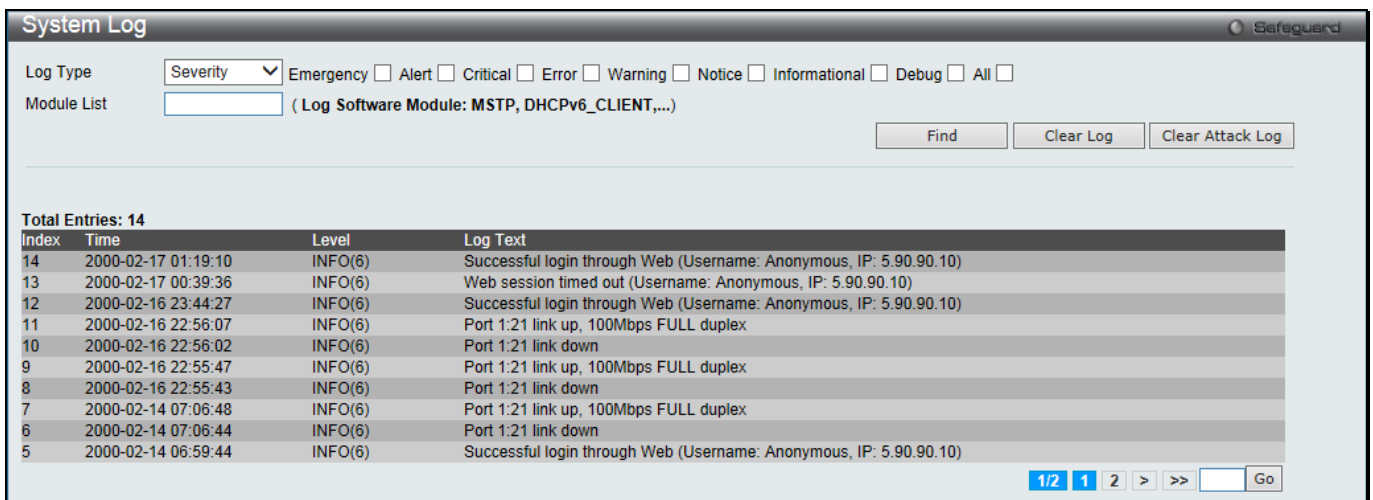 System Log Safeguard
Log Type Severity Emergency Alert Critical Error Warning Notice Informational Debug All
Module List ( Log Software Module: MSTP, DHCPv6_CLIENT,...)
Find Clear Log Clear Attack Log
Total Entries: 14
Index Time Level Log Text
14 2000-02-17 01:19:10 INFO(6) Successful login through Web (Username: Anonymous, IP: 5.90.90.10)
13 2000-02-17 00:39:36 INFO(6) Web session timed out (Username: Anonymous, IP: 5.90.90.10)
12 2000-02-16 23:44:27 INFO(6) Successful login through Web (Username: Anonymous, IP: 5.90.90.10)
11 2000-02-16 22:56:07 INFO(6) Port 1:21 link up, 100Mbps FULL duplex
10 2000-02-16 22:56:02 INFO(6) Port 1:21 link down
9 2000-02-16 22:55:47 INFO(6) Port 1:21 link up, 100Mbps FULL duplex
8 2000-02-16 22:55:43 INFO(6) Port 1:21 link down
7 2000-02-14 07:06:48 INFO(6) Port 1:21 link up, 100Mbps FULL duplex
6 2000-02-14 07:06:44 INFO(6) Port 1:21 link down
5 2000-02-14 06:59:44 INFO(6) Successful login through Web (Username: Anonymous, IP: 5.90.90.10)
1/2 1 2 > >> Go